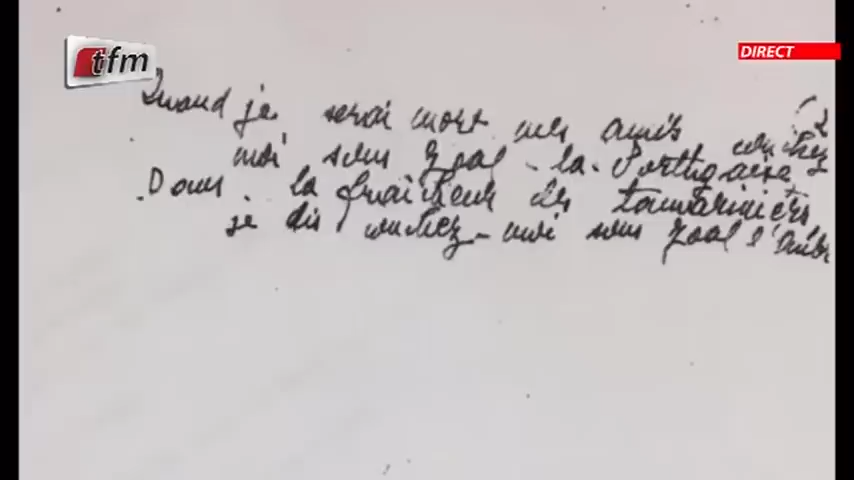 tfm
DIRECT
Quand je serai mort mes amis couchez
moi sous Joal-la-Portugaise
Dans la fraîcheur des tamariniers
je dis couchez-moi sous Joal l'Ombr